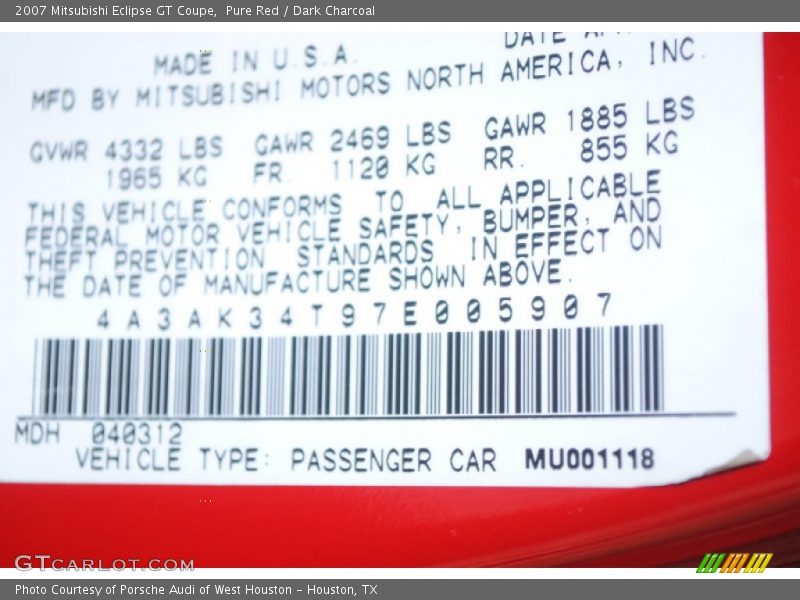 2007 Mitsubishi Eclipse GT Coupe, Pure Red / Dark Charcoal
DATE
MADE IN U.S.A.
MFD BY MITSUBISHI MOTORS NORTH AMERICA, INC.
GVWR 4332 LBS GAWR 2469 LBS GAWR 1885 LBS
1965 KG FR. 1120 KG RR. 855 KG
THIS VEHICLE CONFORMS TO ALL APPLICABLE
FEDERAL MOTOR VEHICLE SAFETY, BUMPER, AND
THEFT PREVENTION STANDARDS IN EFFECT ON
THE DATE OF MANUFACTURE SHOWN ABOVE.
4A3AK34T97E005907
MDH 040312
VEHICLE TYPE: PASSENGER CAR MU001118
GTCARLOT.COM
Photo Courtesy of Porsche Audi of West Houston - Houston, TX